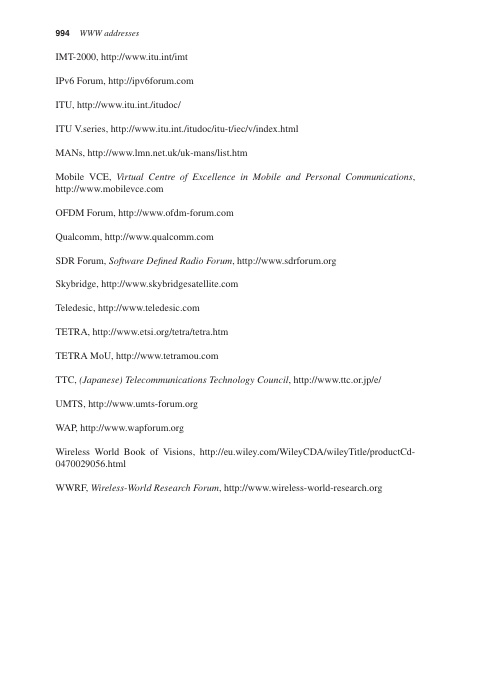 994 WWW addresses
IMT-2000, http://www.itu.int/imt
IPv6 Forum, http://ipv6forum.com
ITU, http://www.itu.int./itudoc/
ITU V.series, http://www.itu.int./itudoc/itu-t/iec/v/index.html
MANs, http://www.lmn.net.uk/uk-mans/list.htm
Mobile VCE, Virtual Centre of Excellence in Mobile and Personal Communications,
http://www.mobilevce.com
OFDM Forum, http://www.ofdm-forum.com
Qualcomm, http://www.qualcomm.com
SDR Forum, Software Defined Radio Forum, http://www.sdrforum.org
Skybridge, http://www.skybridgesatellite.com
Teledesic, http://www.teledesic.com
TETRA, http://www.etsi.org/tetra/tetra.htm
TETRA MoU, http://www.tetramou.com
TTC, (Japanese) Telecommunications Technology Council, http://www.ttc.or.jp/e/
UMTS, http://www.umts-forum.org
WAP, http://www.wapforum.org
Wireless World Book of Visions, http://eu.wiley.com/WileyCDA/wileyTitle/productCd-
0470029056.html
WWRF, Wireless-World Research Forum, http://www.wireless-world-research.org